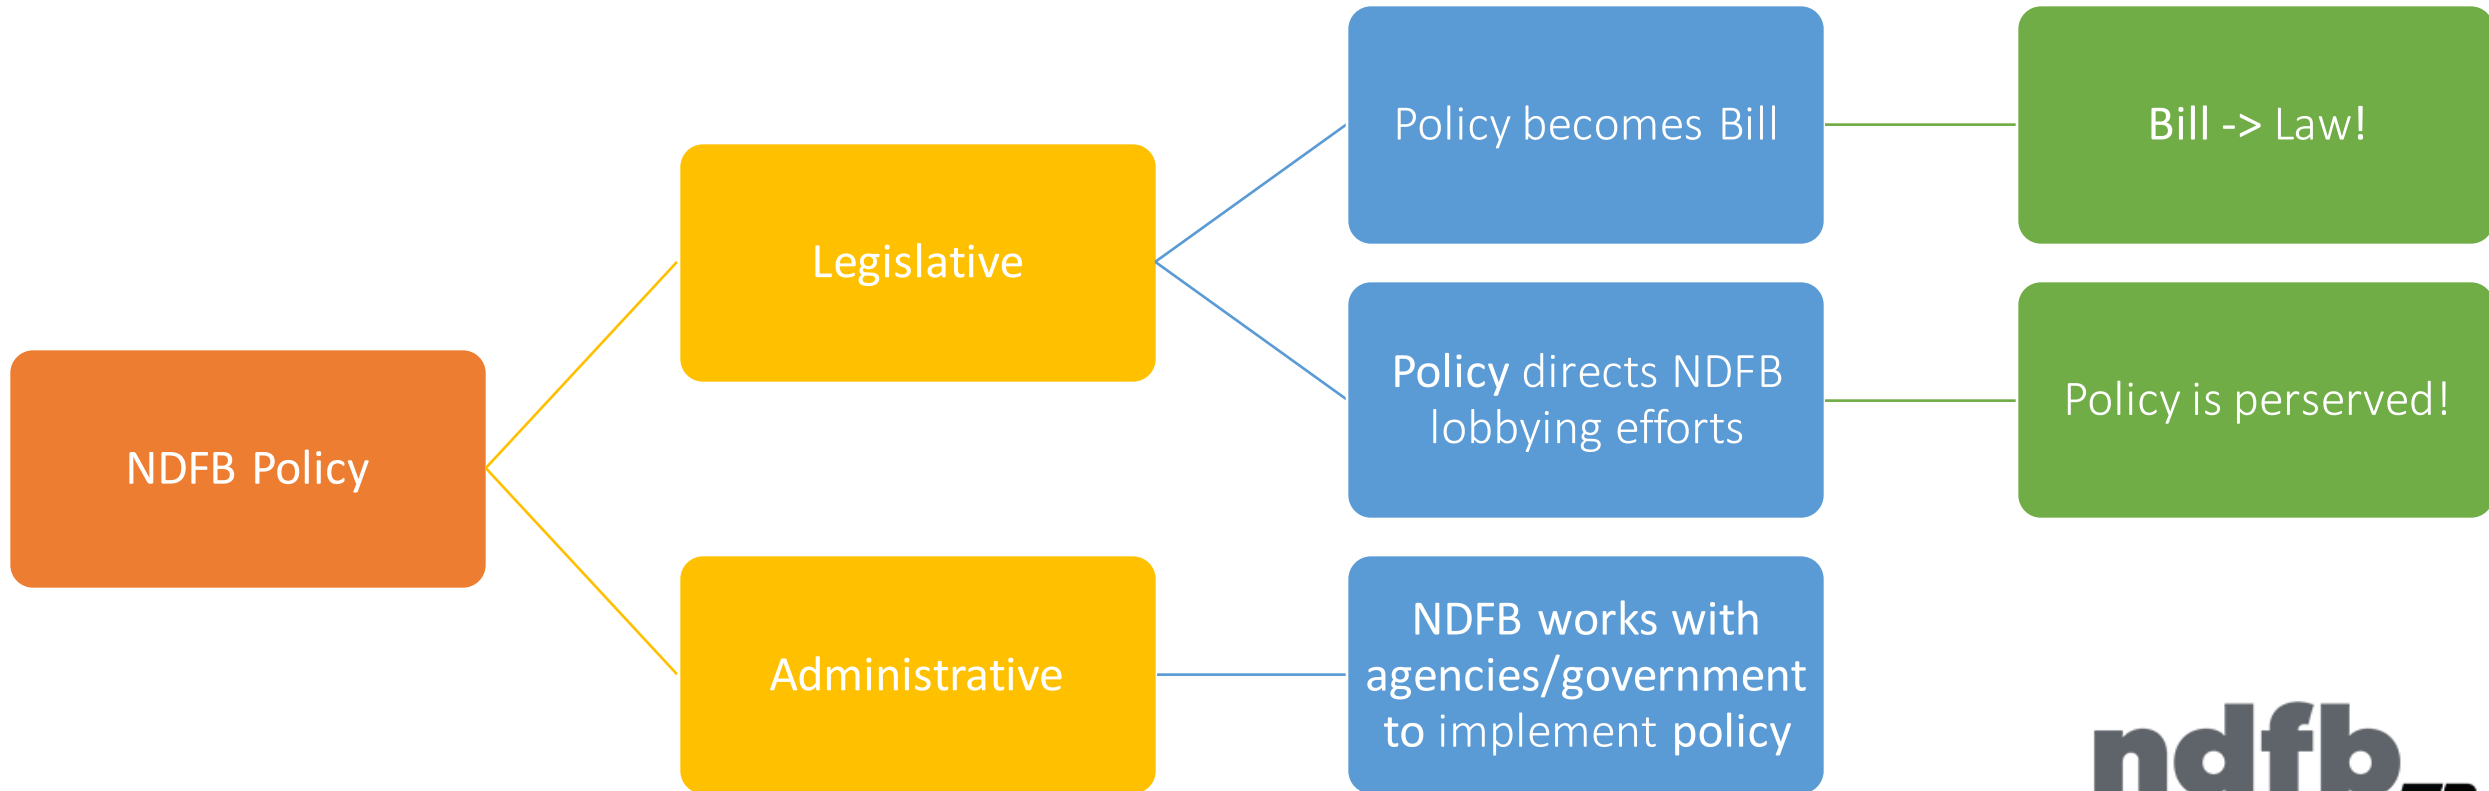 Policy becomes Bill
Bill -> Law!
Legislative
Policy directs NDFB
lobbying efforts
Policy is perserved!
NDFB Policy
NDFB works with
agencies/government
to implement policy
Administrative
ndfb